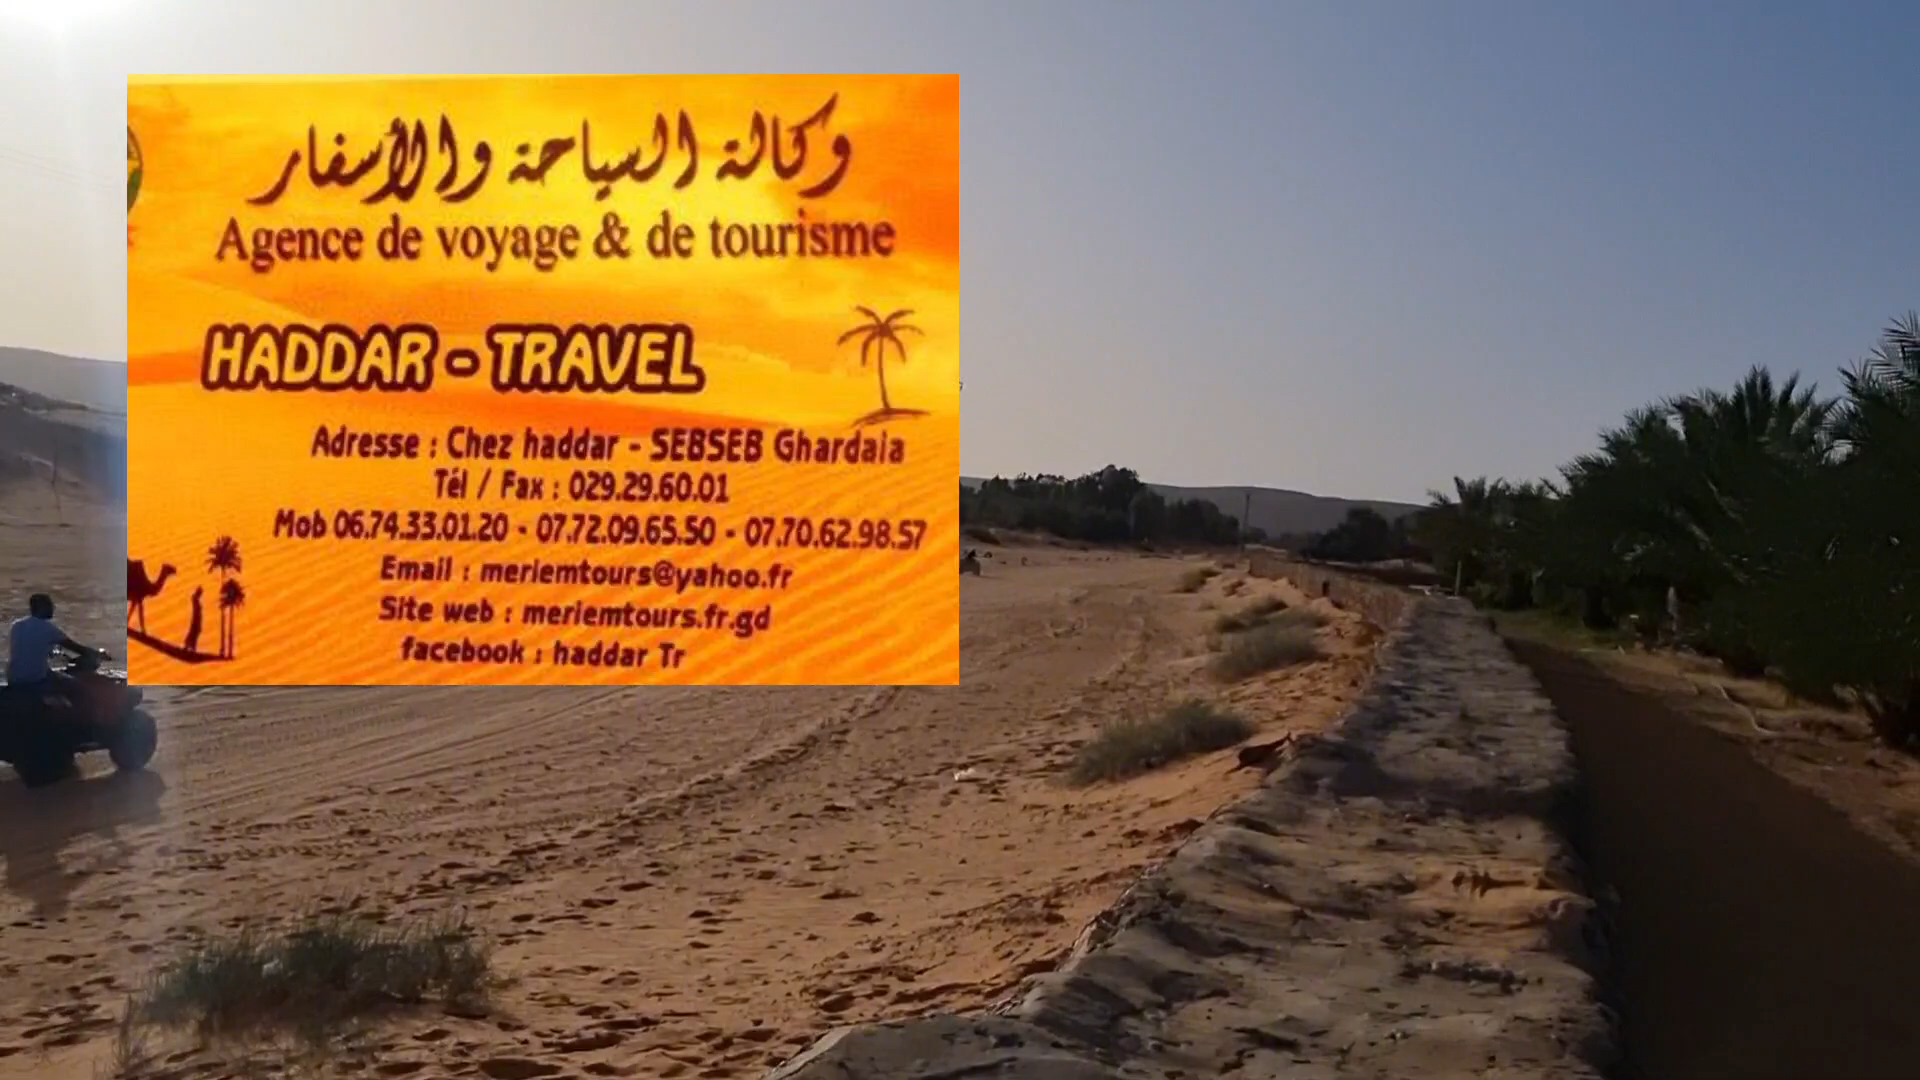 وكالة السياحة والأسفار
Agence de voyage & de tourisme
HADDAR - TRAVEL
Adresse : Chez haddar - SEBSEB Ghardaia
Tél / Fax : 029.29.60.01
Mob 06.74.33.01.20 - 07.72.09.65.50 - 07.70.62.98.57
Email : meriemtours@yahoo.fr
Site web : meriemtours.fr.gd
facebook : haddar Tr